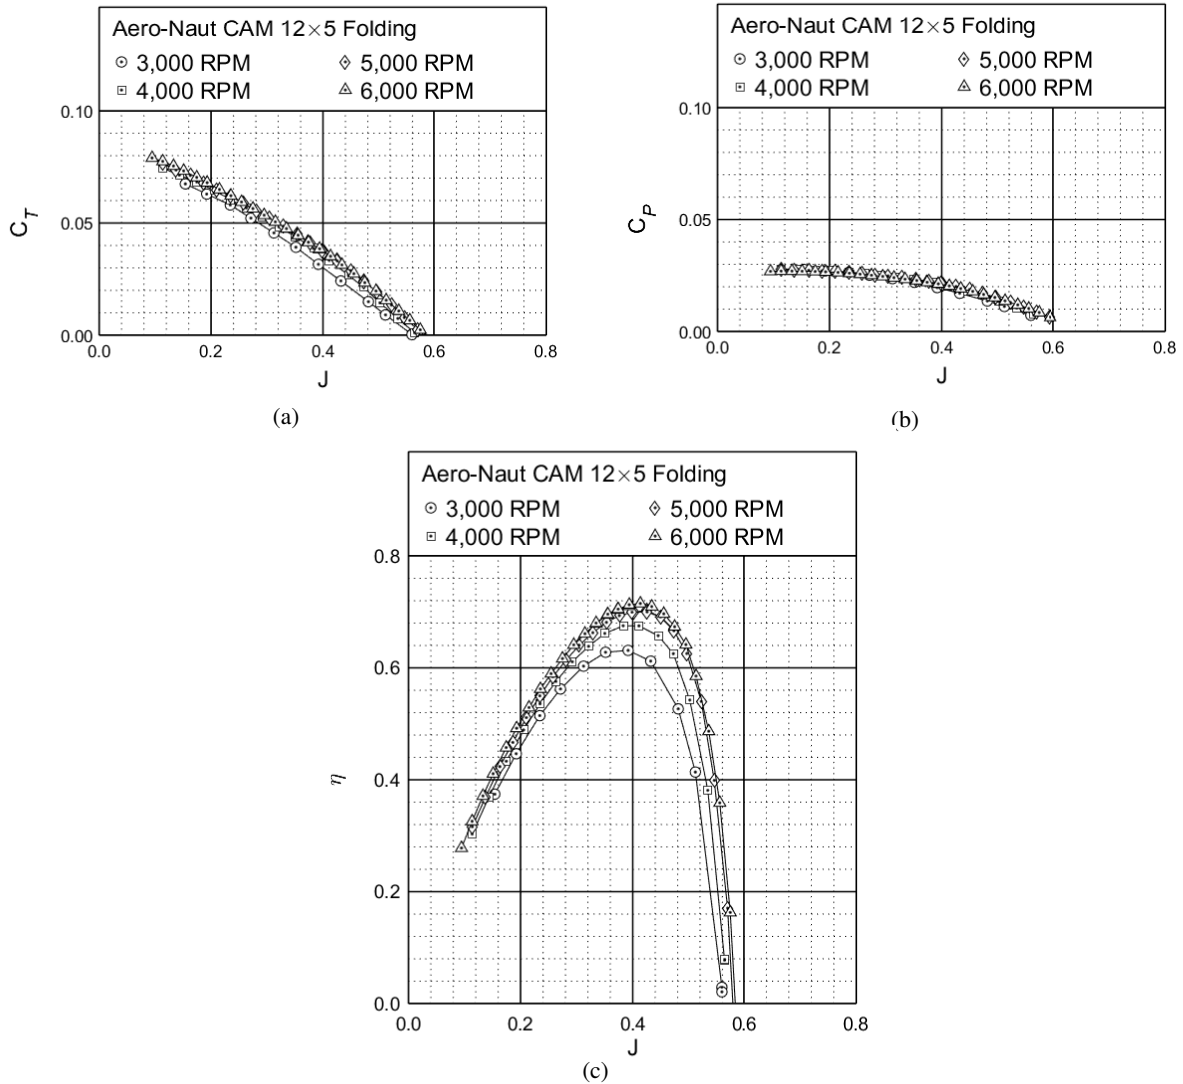 Aero-Naut CAM 12×5 Folding
3,000 RPM 5,000 RPM
4,000 RPM 6,000 RPM
0.10
0.05
0.00
C_T
0.0 0.2 0.4 0.6 0.8
J
(a)
Aero-Naut CAM 12×5 Folding
3,000 RPM 5,000 RPM
4,000 RPM 6,000 RPM
0.10
0.05
0.00
C_P
0.0 0.2 0.4 0.6 0.8
J
(b)
Aero-Naut CAM 12×5 Folding
3,000 RPM 5,000 RPM
4,000 RPM 6,000 RPM
0.8
0.6
0.4
0.2
0.0
η
0.0 0.2 0.4 0.6 0.8
J
(c)